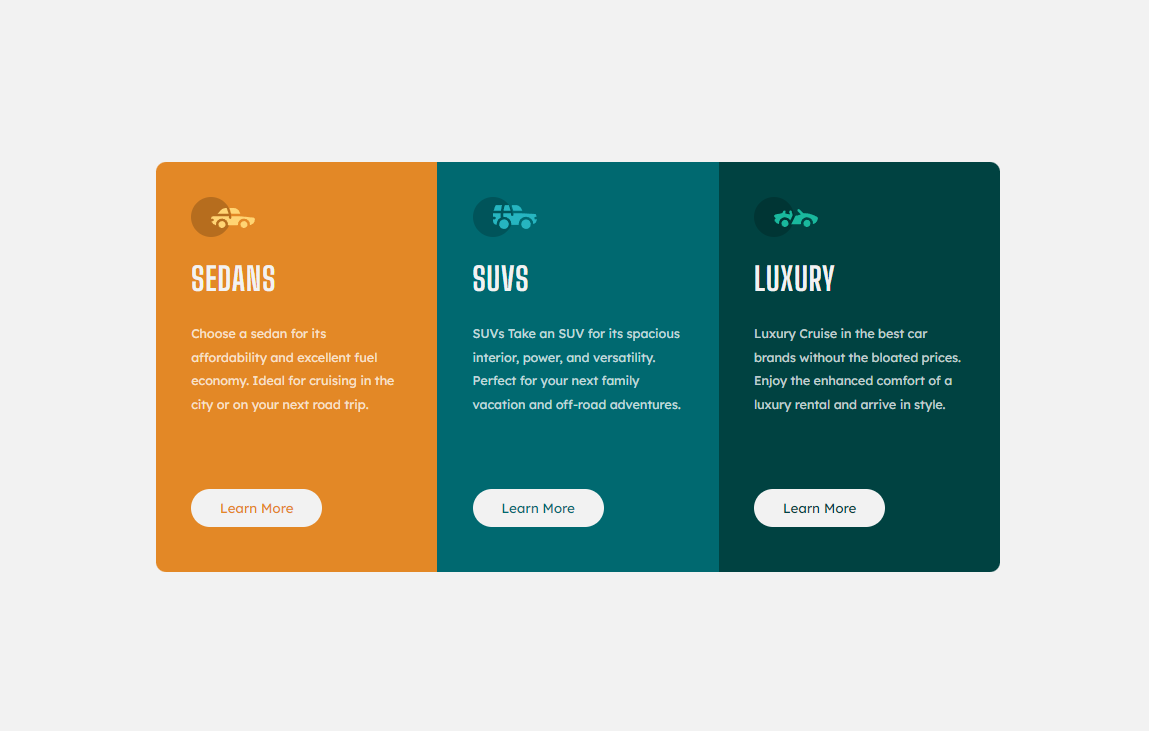 SEDANS
Choose a sedan for its
affordability and excellent fuel
economy. Ideal for cruising in the
city or on your next road trip.
Learn More
SUVS
SUVs Take an SUV for its spacious
interior, power, and versatility.
Perfect for your next family
vacation and off-road adventures.
Learn More
LUXURY
Luxury Cruise in the best car
brands without the bloated prices.
Enjoy the enhanced comfort of a
luxury rental and arrive in style.
Learn More